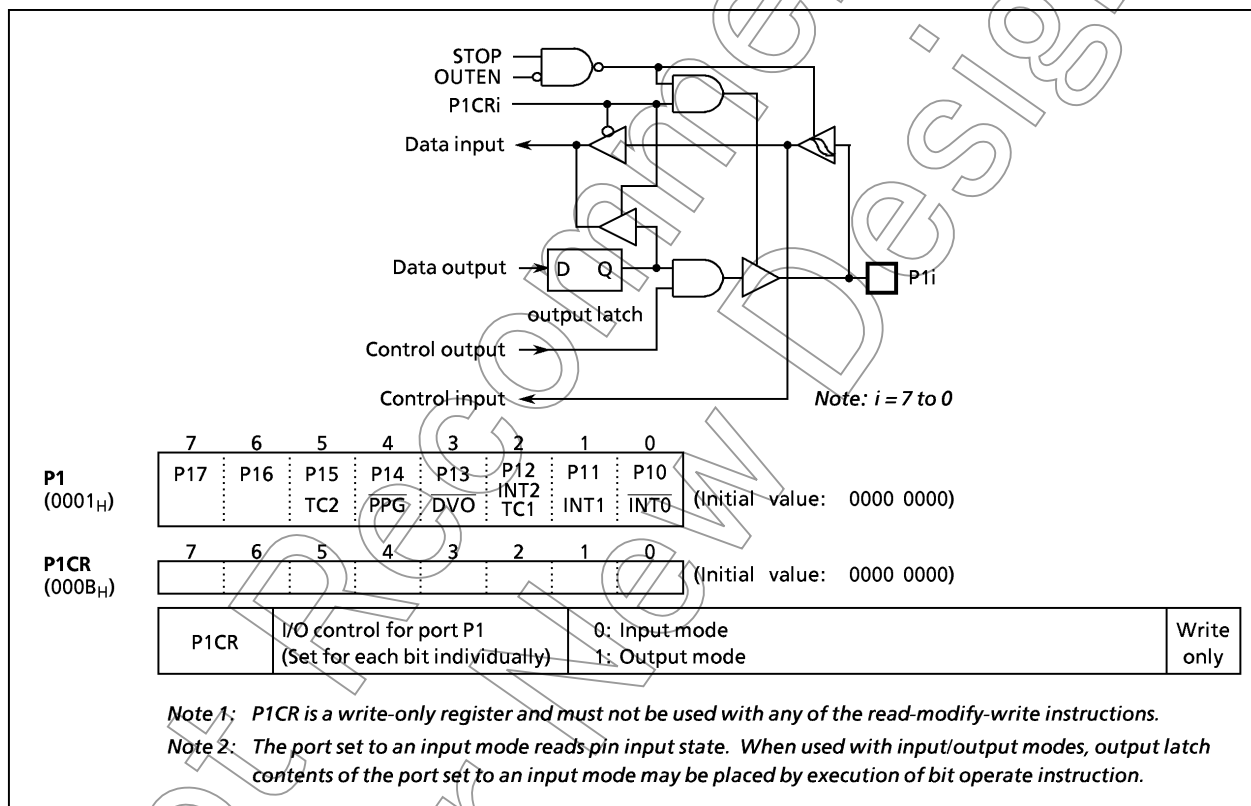 STOP
OUTEN
P1CRi
Data input
Data output
D Q
P1i
output latch
Control output
Control input
Note: i = 7 to 0
7 6 5 4 3 2 1 0
P1 (0001H)
P17 P16 P15 P14 P13 P12 P11 P10
TC2 PPG DVO INT2 TC1 INT1 INT0
(Initial value: 0000 0000)
7 6 5 4 3 2 1 0
P1CR (000BH)
(Initial value: 0000 0000)
P1CR
I/O control for port P1
(Set for each bit individually)
0: Input mode
1: Output mode
Write
only
Note 1: P1CR is a write-only register and must not be used with any of the read-modify-write instructions.
Note 2: The port set to an input mode reads pin input state. When used with input/output modes, output latch
contents of the port set to an input mode may be placed by execution of bit operate instruction.